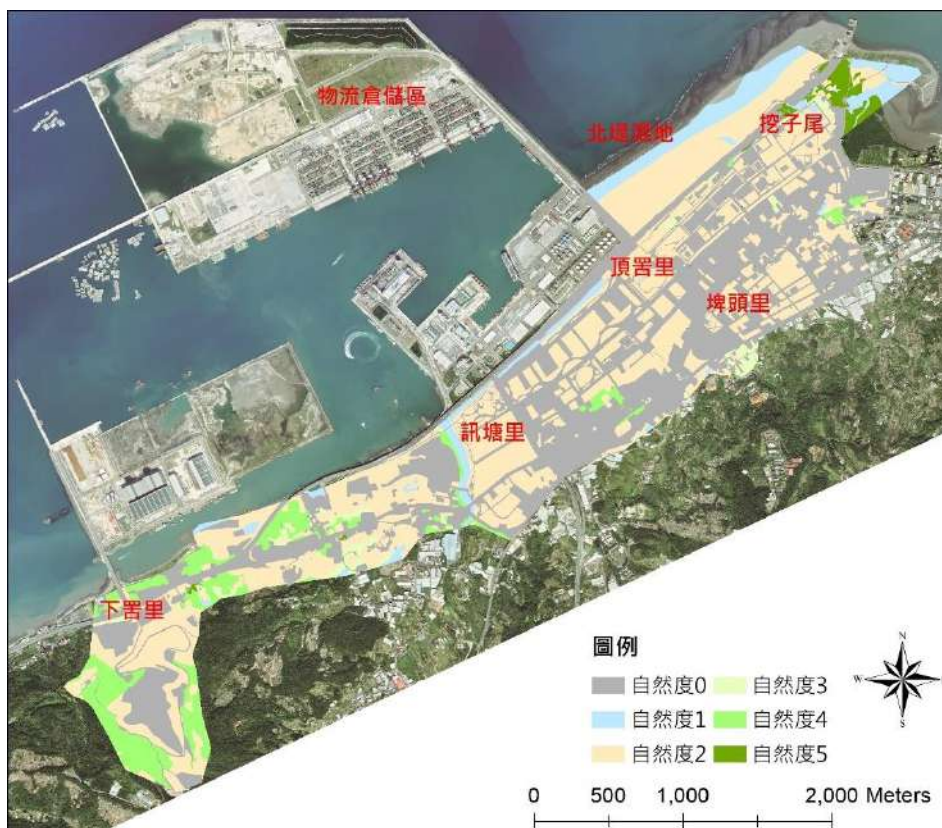 物流倉儲區
北堤濕地
挖子尾
頂罟里
埤頭里
訊塘里
下罟里
圖例
自然度0
自然度3
自然度1
自然度4
自然度2
自然度5
N
W
S
0 500 1,000 2,000 Meters